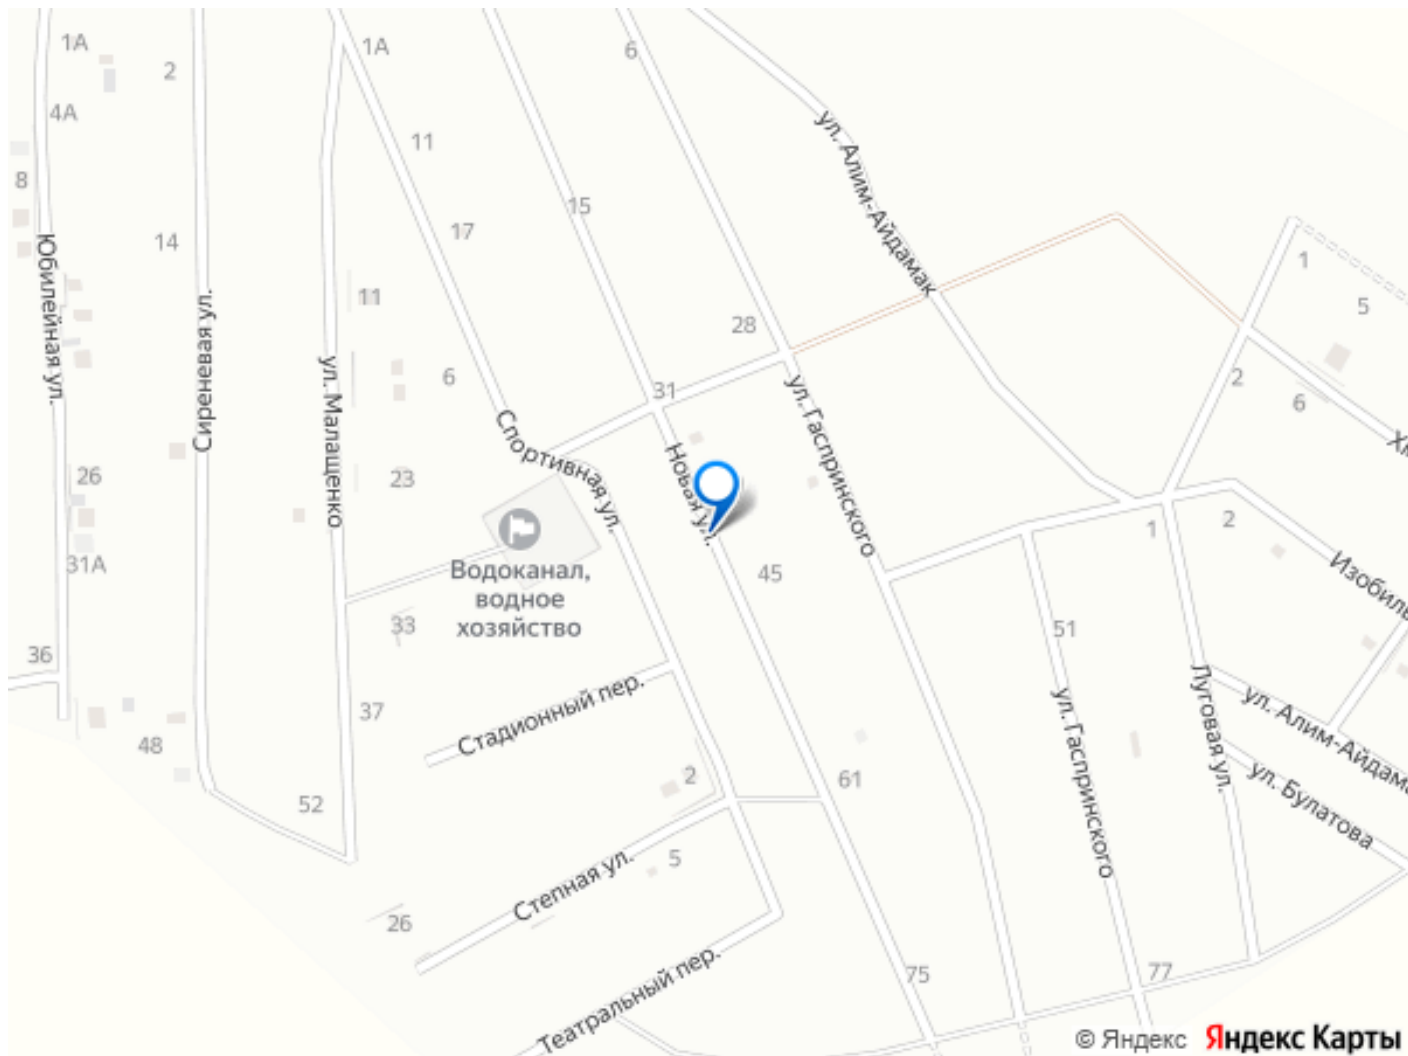 1А
2
1А
6
4А
11
ул. Алим-Айдамак
8
15
17
14
Юбилейная ул.
1
11
5
Сиреневая ул.
28
ул. Малащенко
6
31
ул. Гаспринского
2
6
Спортивная ул.
Новая ул.
26
23
1
2
Водоканал,
водное
хозяйство
31А
45
33
51
36
37
Стадионный пер.
ул. Гаспринского
Луговая ул.
ул. Алим-Айдама
48
52
2
61
ул. Булатова
Степная ул.
5
26
Театральный пер.
75
77
© Яндекс
Яндекс Карты